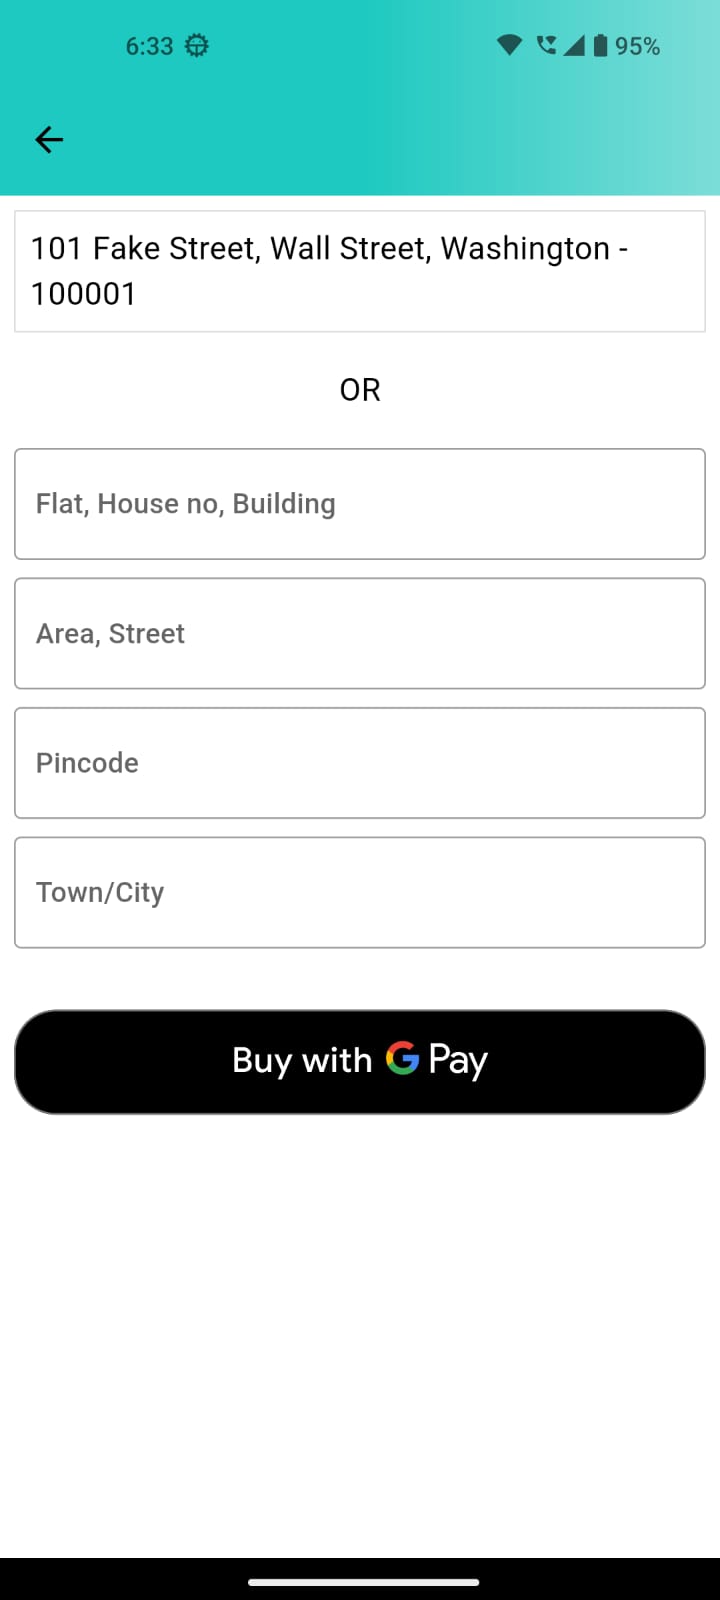 6:33 95%
101 Fake Street, Wall Street, Washington -
100001
OR
Flat, House no, Building
Area, Street
Pincode
Town/City
Buy with G Pay